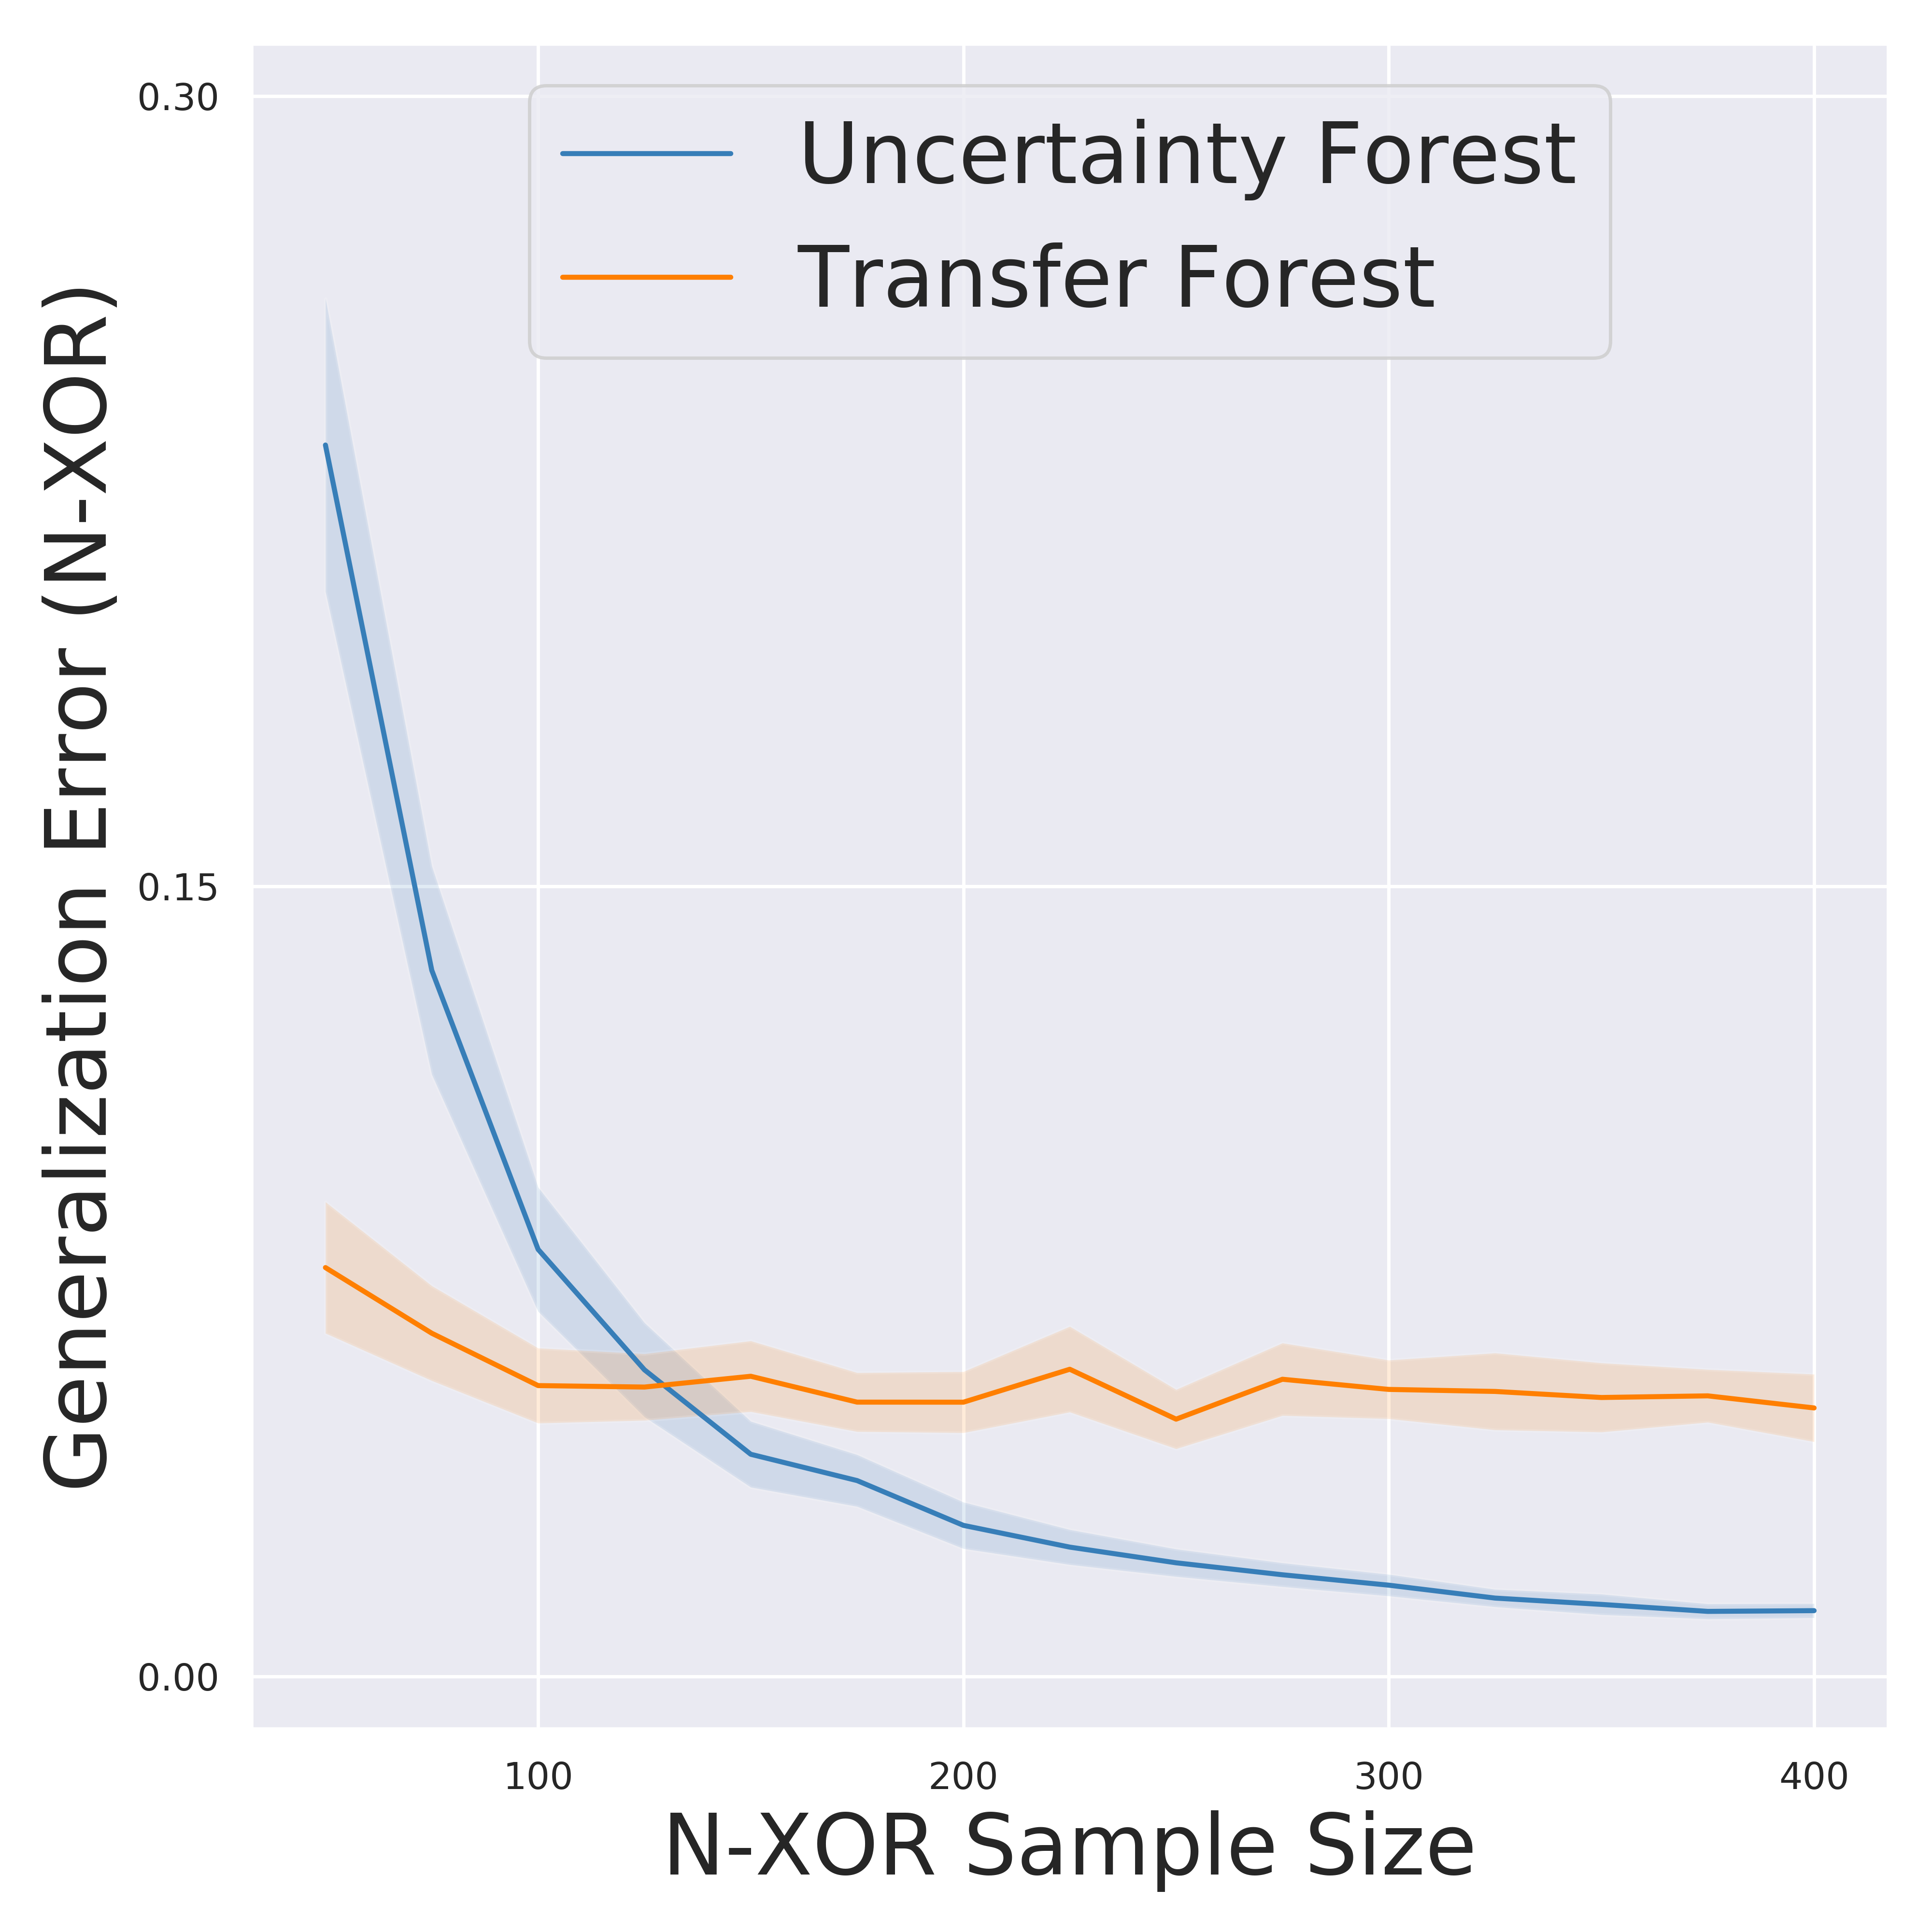 Generalization Error (N-XOR)
0.30
0.15
0.00
Uncertainty Forest
Transfer Forest
100 200 300 400
N-XOR Sample Size